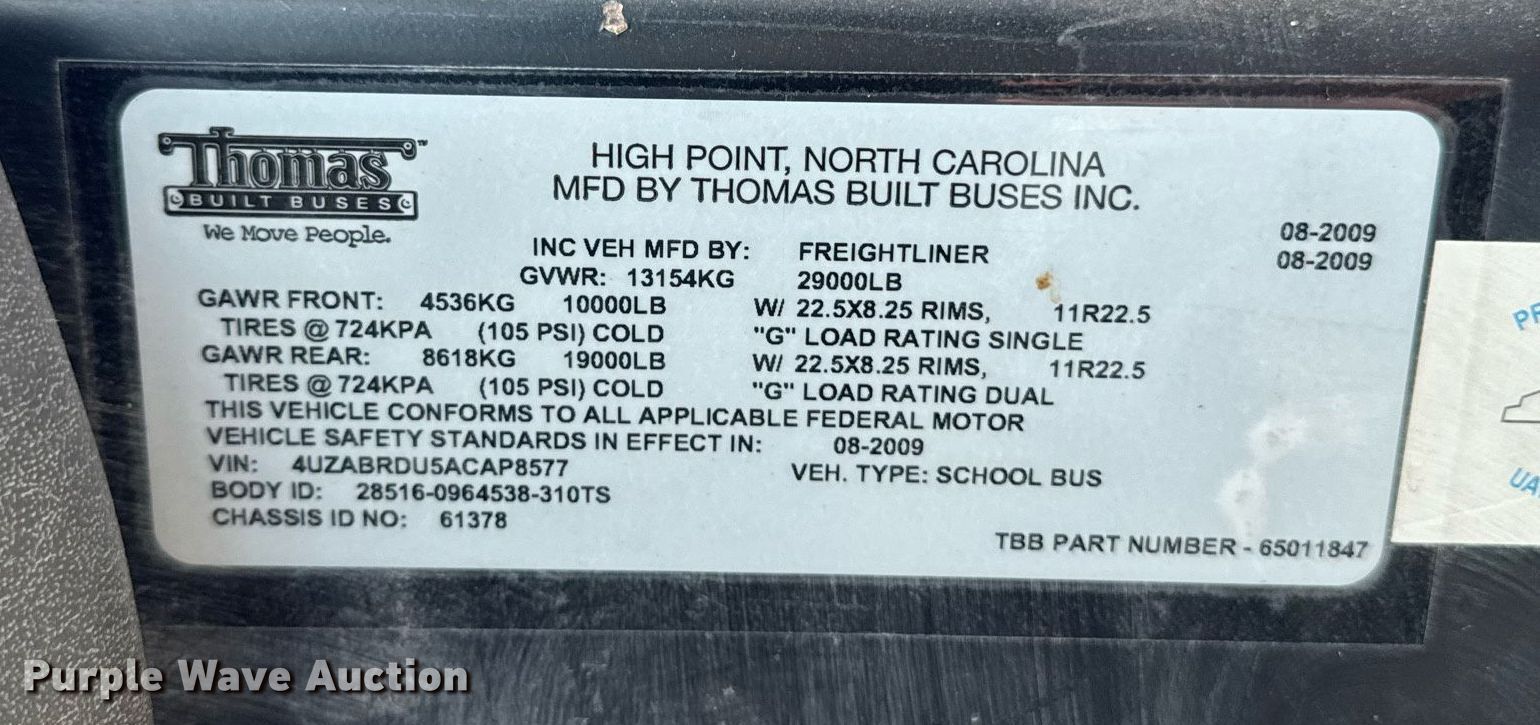 Thomas™
BUILT BUSES
We Move People.
HIGH POINT, NORTH CAROLINA
MFD BY THOMAS BUILT BUSES INC.
INC VEH MFD BY: FREIGHTLINER 08-2009
GVWR: 13154KG 29000LB 08-2009
GAWR FRONT: 4536KG 10000LB W/ 22.5X8.25 RIMS, 11R22.5
TIRES @ 724KPA (105 PSI) COLD "G" LOAD RATING SINGLE
GAWR REAR: 8618KG 19000LB W/ 22.5X8.25 RIMS, 11R22.5
TIRES @ 724KPA (105 PSI) COLD "G" LOAD RATING DUAL
THIS VEHICLE CONFORMS TO ALL APPLICABLE FEDERAL MOTOR
VEHICLE SAFETY STANDARDS IN EFFECT IN: 08-2009
VIN: 4UZABRDU5ACAP8577 VEH. TYPE: SCHOOL BUS
BODY ID: 28516-0964538-310TS
CHASSIS ID NO: 61378
TBB PART NUMBER - 65011847
Purple Wave Auction